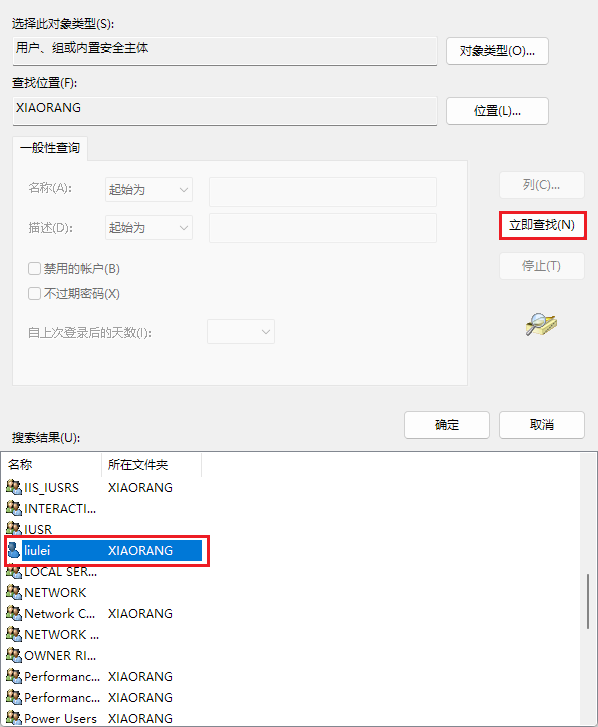 选择此对象类型(S):
用户、组或内置安全主体
对象类型(O)...
查找位置(F):
XIAORANG
位置(L)...
一般性查询
名称(A):
起始为
列(C)...
描述(D):
起始为
立即查找(N)
停止(T)
禁用的帐户(B)
不过期密码(X)
自上次登录后的天数(I):
确定
取消
搜索结果(U):
名称 所在文件夹
IIS_IUSRS XIAORANG
INTERACTI...
IUSR
liulei XIAORANG
LOCAL SER...
NETWORK
Network C... XIAORANG
NETWORK ...
OWNER RI...
Performanc... XIAORANG
Performanc... XIAORANG
Power Users XIAORANG